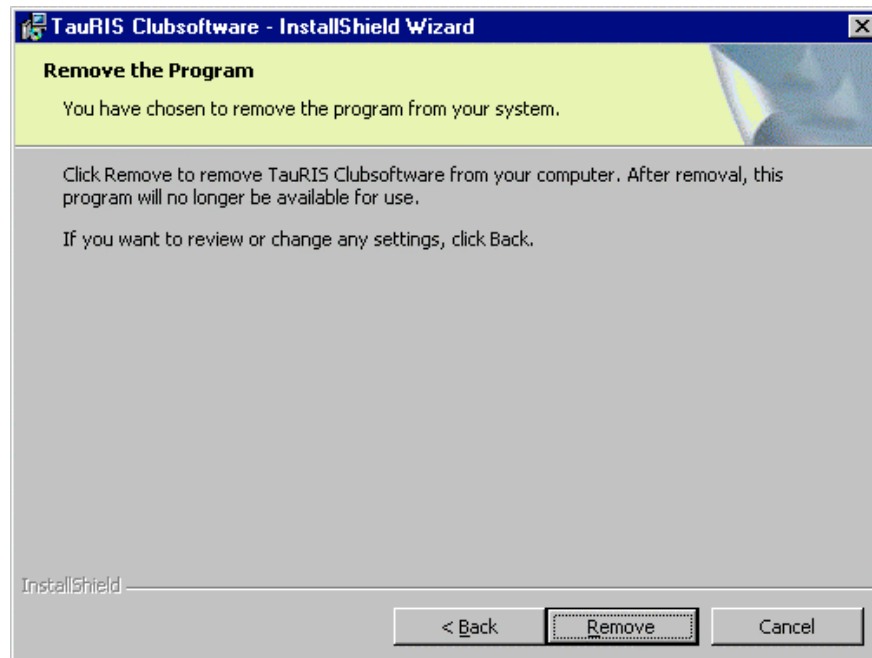 TauRIS Clubsoftware - InstallShield Wizard
Remove the Program
You have chosen to remove the program from your system.
Click Remove to remove TauRIS Clubsoftware from your computer. After removal, this
program will no longer be available for use.
If you want to review or change any settings, click Back.
InstallShield
< Back
Remove
Cancel